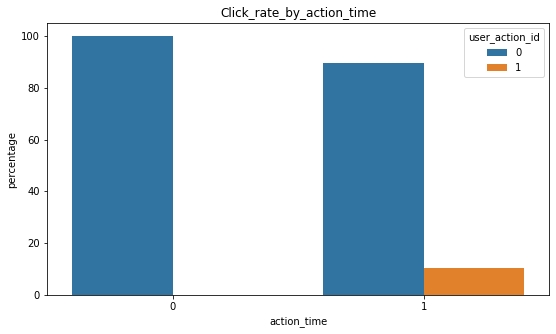 Click_rate_by_action_time
user_action_id
0
1
100
80
60
40
20
0
percentage
0 1
action_time